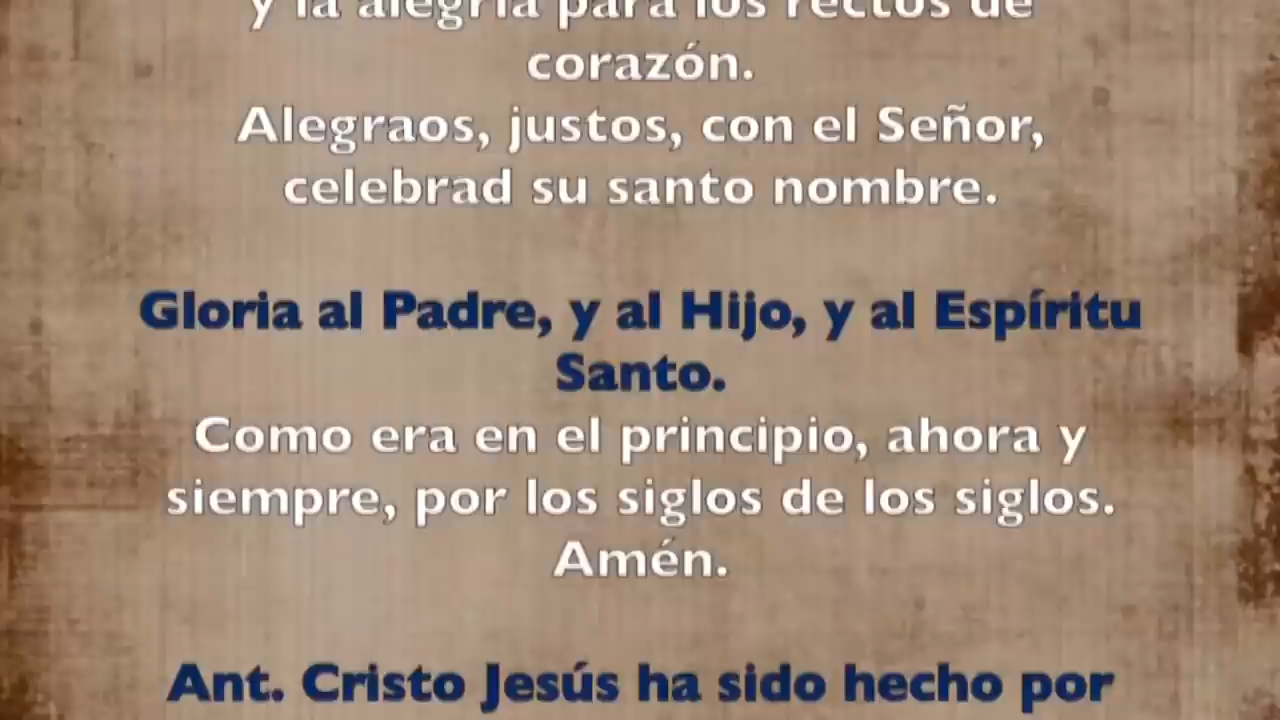 y la alegría para los rectos de
corazón.
Alegraos, justos, con el Señor,
celebrad su santo nombre.
Gloria al Padre, y al Hijo, y al Espíritu
Santo.
Como era en el principio, ahora y
siempre, por los siglos de los siglos.
Amén.
Ant. Cristo Jesús ha sido hecho por